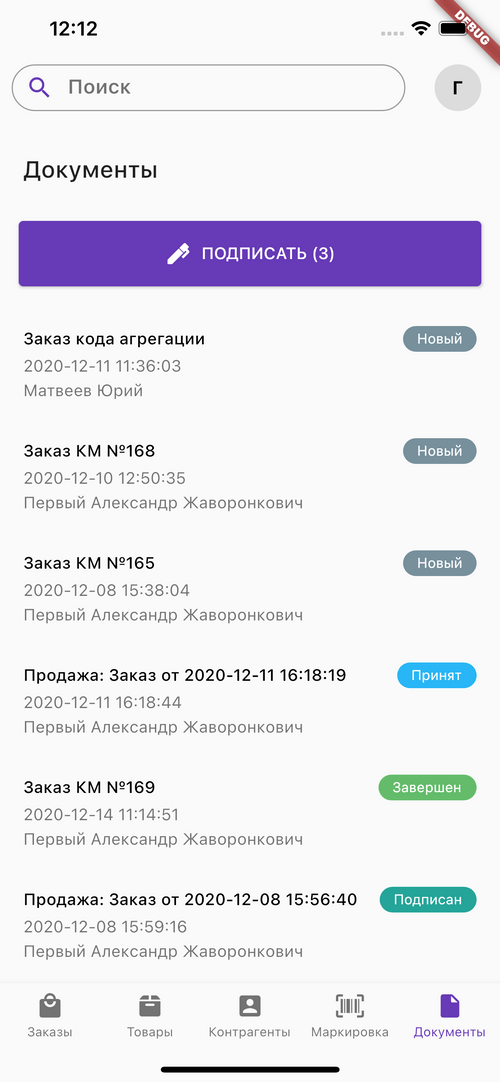 12:12
DEBUG
Поиск
Г
Документы
ПОДПИСАТЬ (3)
Заказ кода агрегации
Новый
2020-12-11 11:36:03
Матвеев Юрий
Заказ КМ №168
Новый
2020-12-10 12:50:35
Первый Александр Жаворонкович
Заказ КМ №165
Новый
2020-12-08 15:38:04
Первый Александр Жаворонкович
Продажа: Заказ от 2020-12-11 16:18:19
Принят
2020-12-11 16:18:44
Первый Александр Жаворонкович
Заказ КМ №169
Завершен
2020-12-14 11:14:51
Первый Александр Жаворонкович
Продажа: Заказ от 2020-12-08 15:56:40
Подписан
2020-12-08 15:59:16
Первый Александр Жаворонкович
Заказы
Товары
Контрагенты
Маркировка
Документы